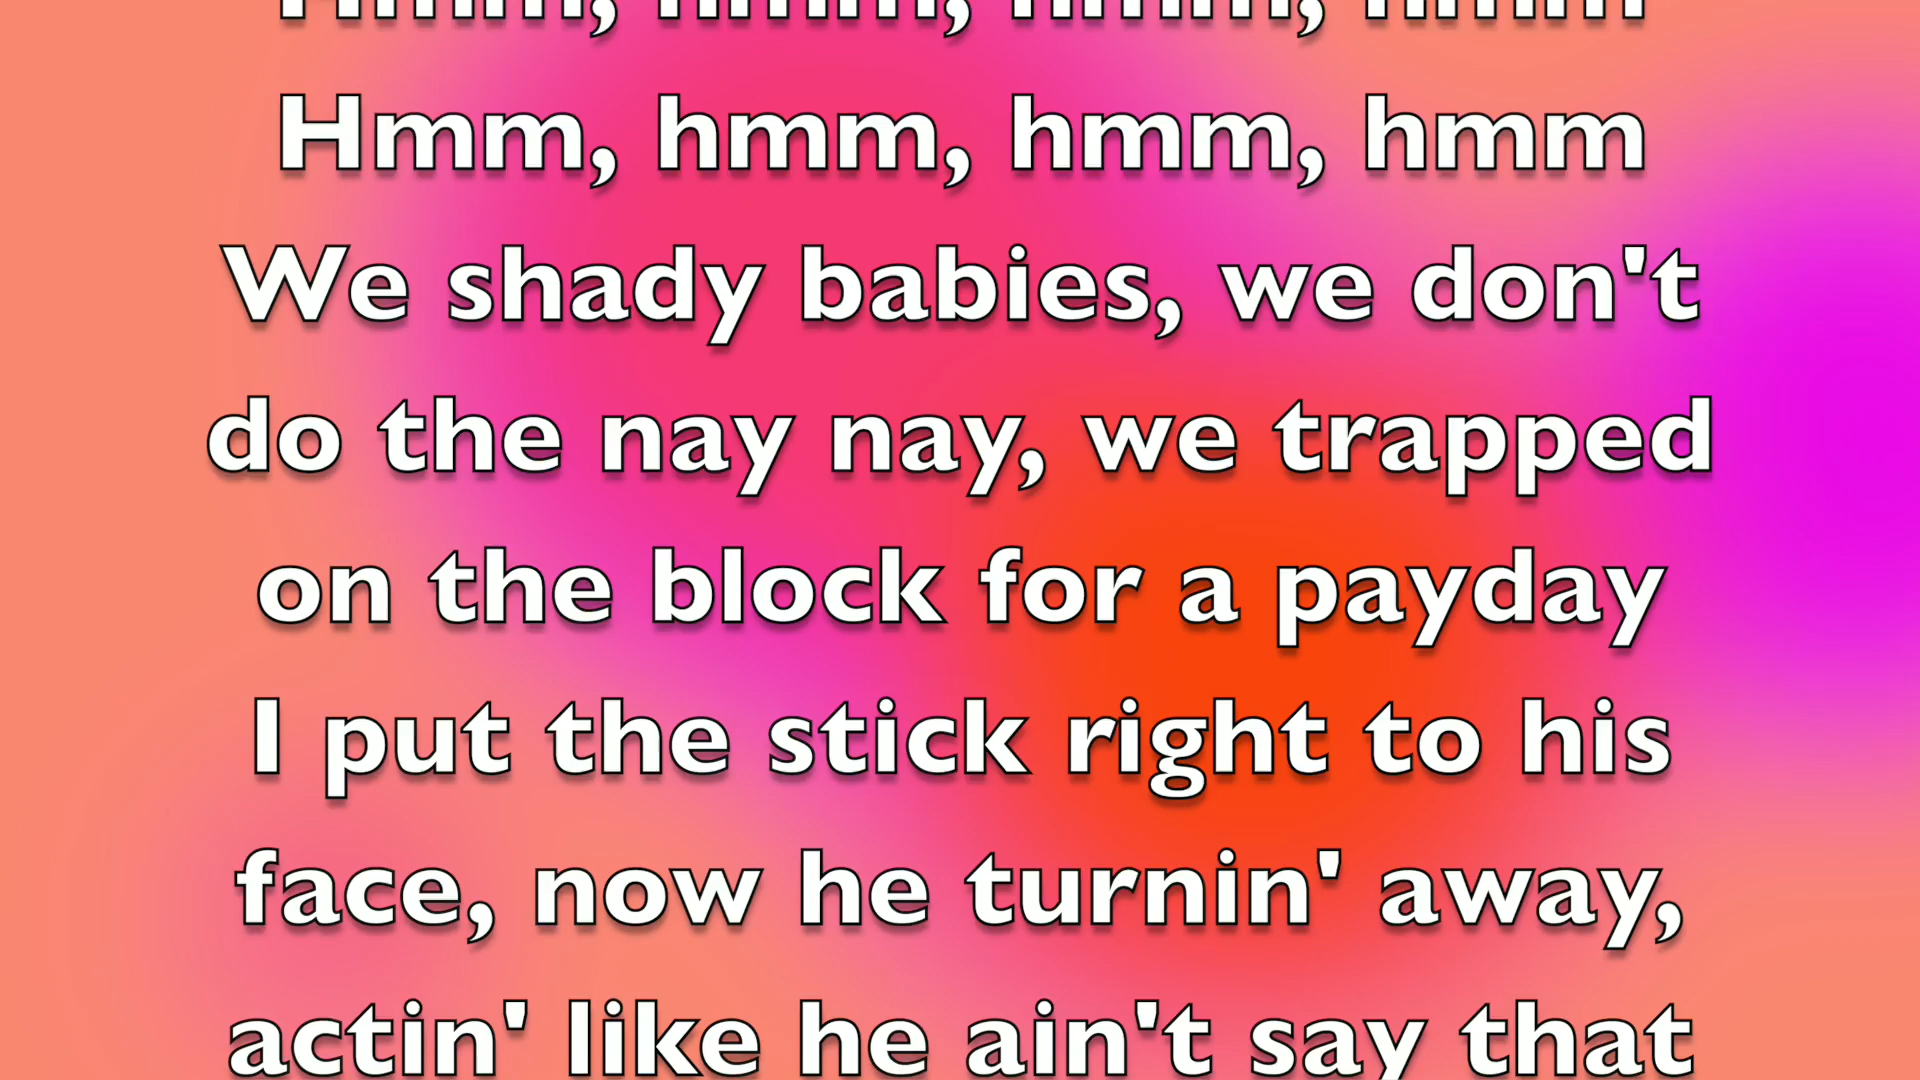 Hmm, hmm, hmm, hmm
Hmm, hmm, hmm, hmm
We shady babies, we don't
do the nay nay, we trapped
on the block for a payday
I put the stick right to his
face, now he turnin' away,
actin' like he ain't say that